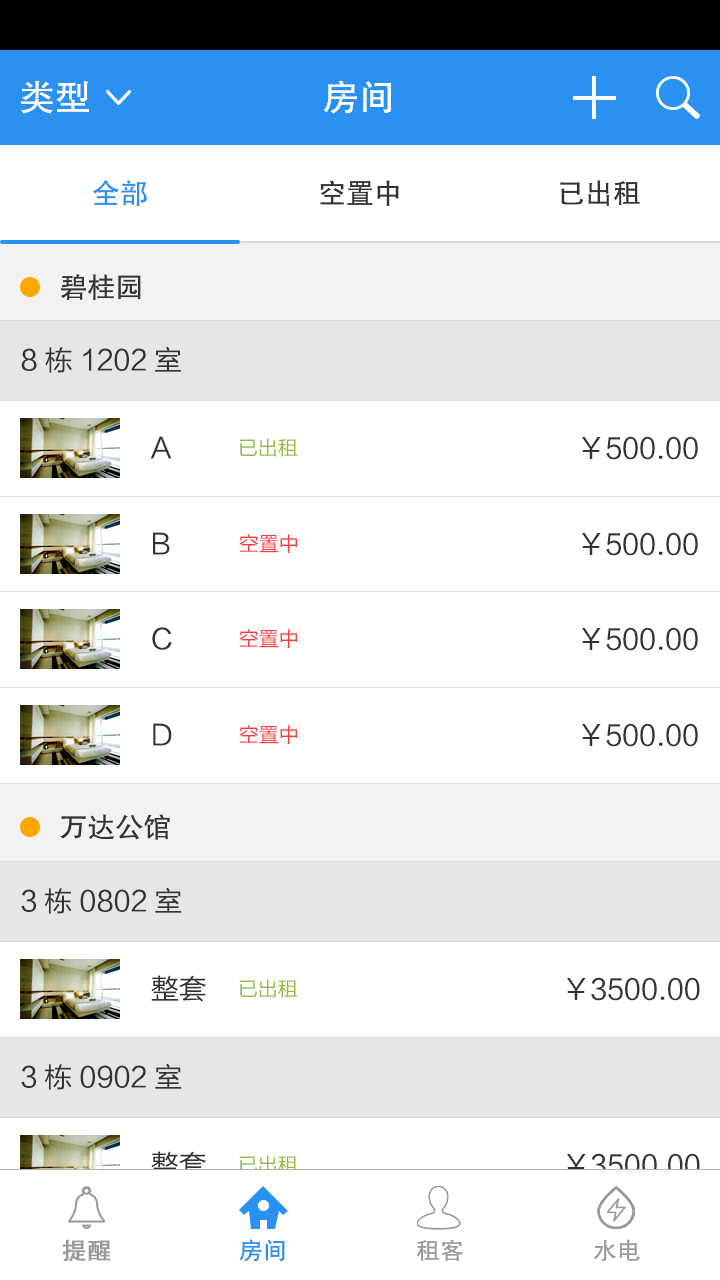 类型 房间
全部 空置中 已出租
碧桂园
8 栋 1202 室
A 已出租 ￥500.00
B 空置中 ￥500.00
C 空置中 ￥500.00
D 空置中 ￥500.00
万达公馆
3 栋 0802 室
整套 已出租 ￥3500.00
3 栋 0902 室
整套 已出租 ￥3500.00
提醒 房间 租客 水电